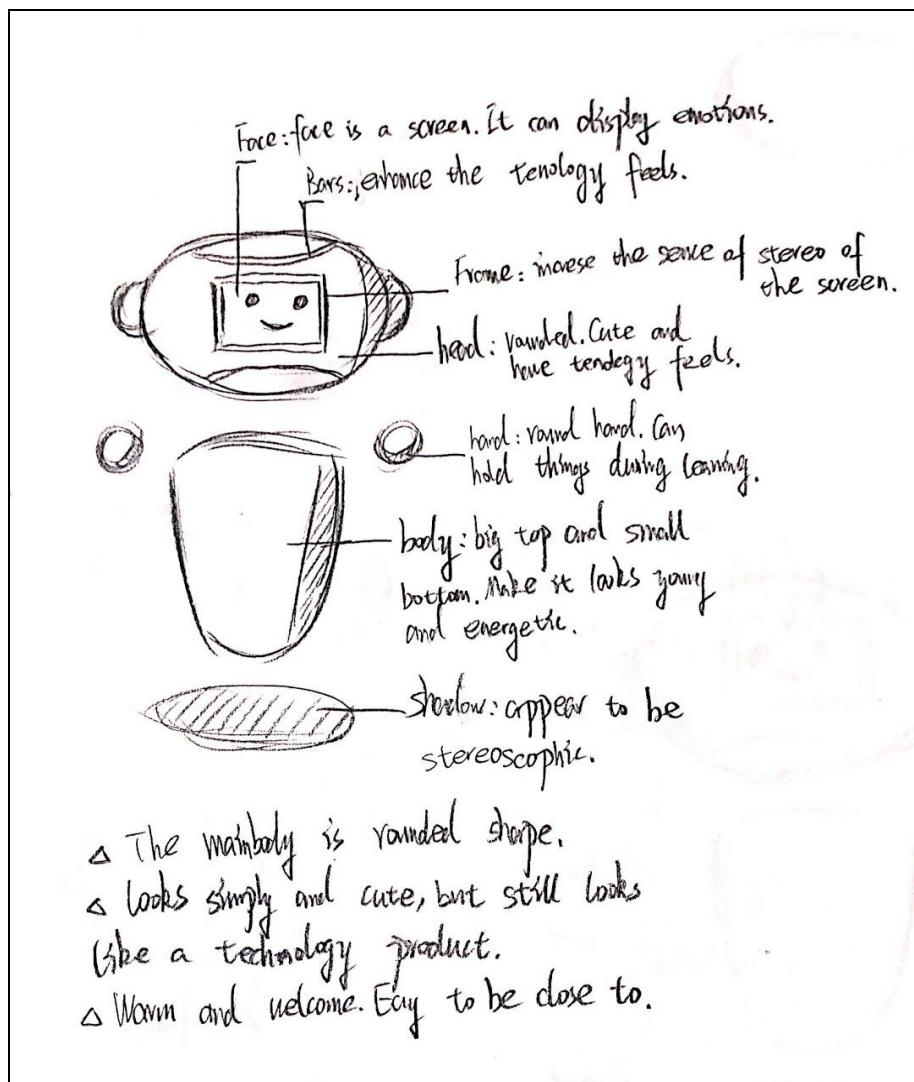 Face: face is a screen. It can display emotions.
Bars: enhance the tenology feels.
Frame: increse the sence of stereo of
the screen.
head: rounded. Cute and
have tendegy feels.
hand: round hand. Can
hold things during learning.
body: big top and small
bottom. Make it looks young
and energetic.
shadow: appear to be
stereoscophic.
△ The mainbody is rounded shape.
△ looks simply and cute, but still looks
like a technology product.
△ Warm and welcome. Easy to be close to.